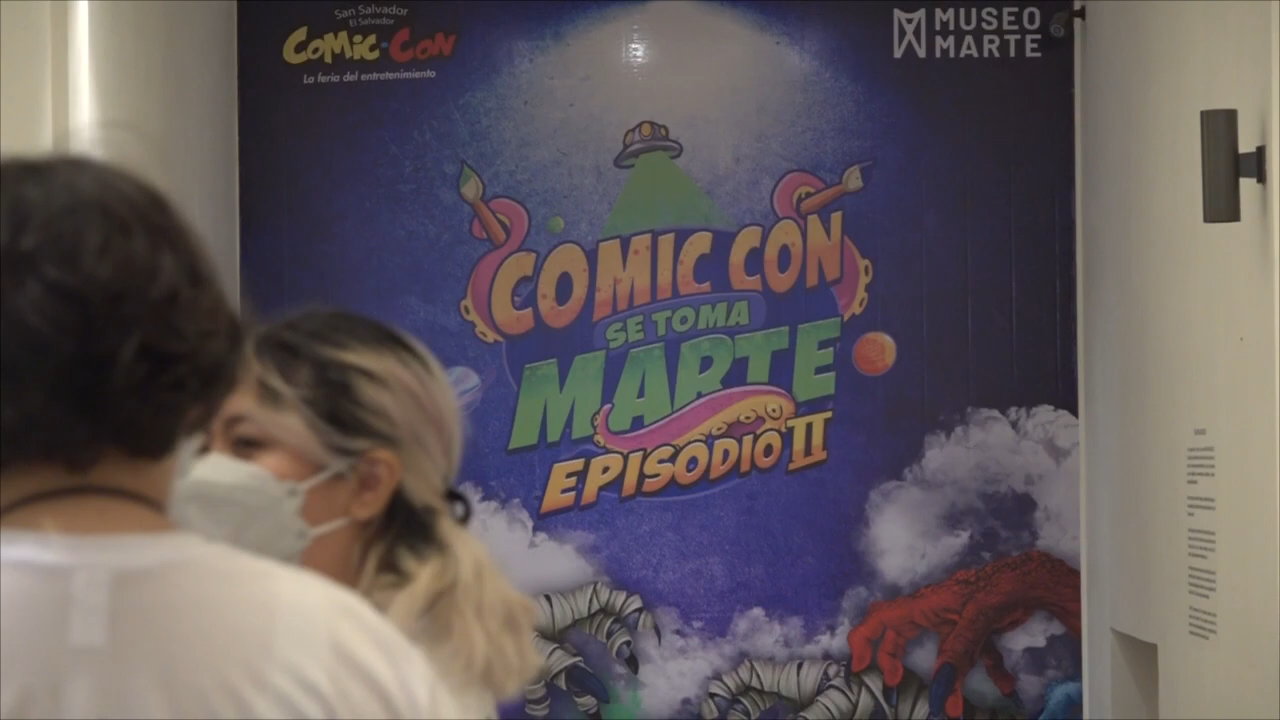 San Salvador
El Salvador
COMiC-CON
La feria del entretenimiento
MUSEO
MARTE
COMIC CON
SE TOMA
MARTE
EPISODIO II